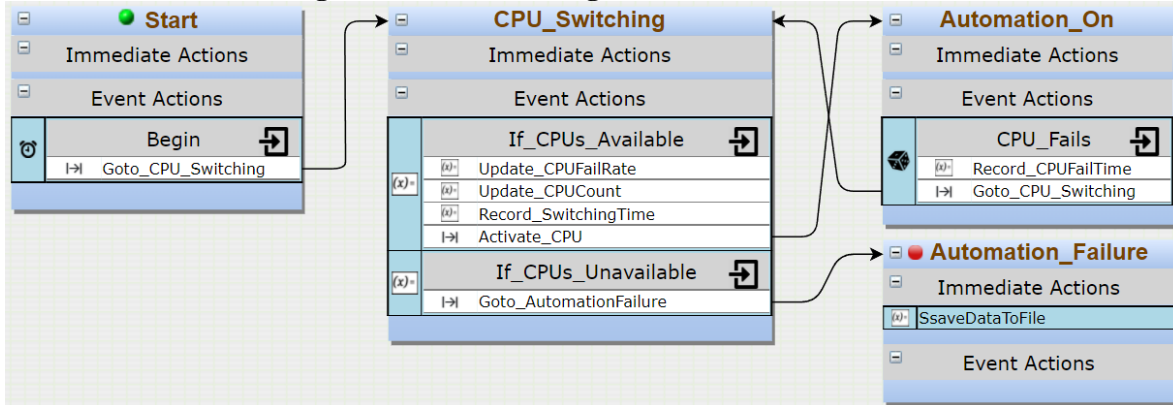 Start
Immediate Actions
Event Actions
Begin
Goto_CPU_Switching
CPU_Switching
Immediate Actions
Event Actions
If_CPUs_Available
(x)= Update_CPUFailRate
(x)= Update_CPUCount
(x)= Record_SwitchingTime
Activate_CPU
(x)=
If_CPUs_Unavailable
(x)=
Goto_AutomationFailure
Automation_On
Immediate Actions
Event Actions
CPU_Fails
(x)= Record_CPUFailTime
Goto_CPU_Switching
Automation_Failure
Immediate Actions
(x)= SsaveDataToFile
Event Actions